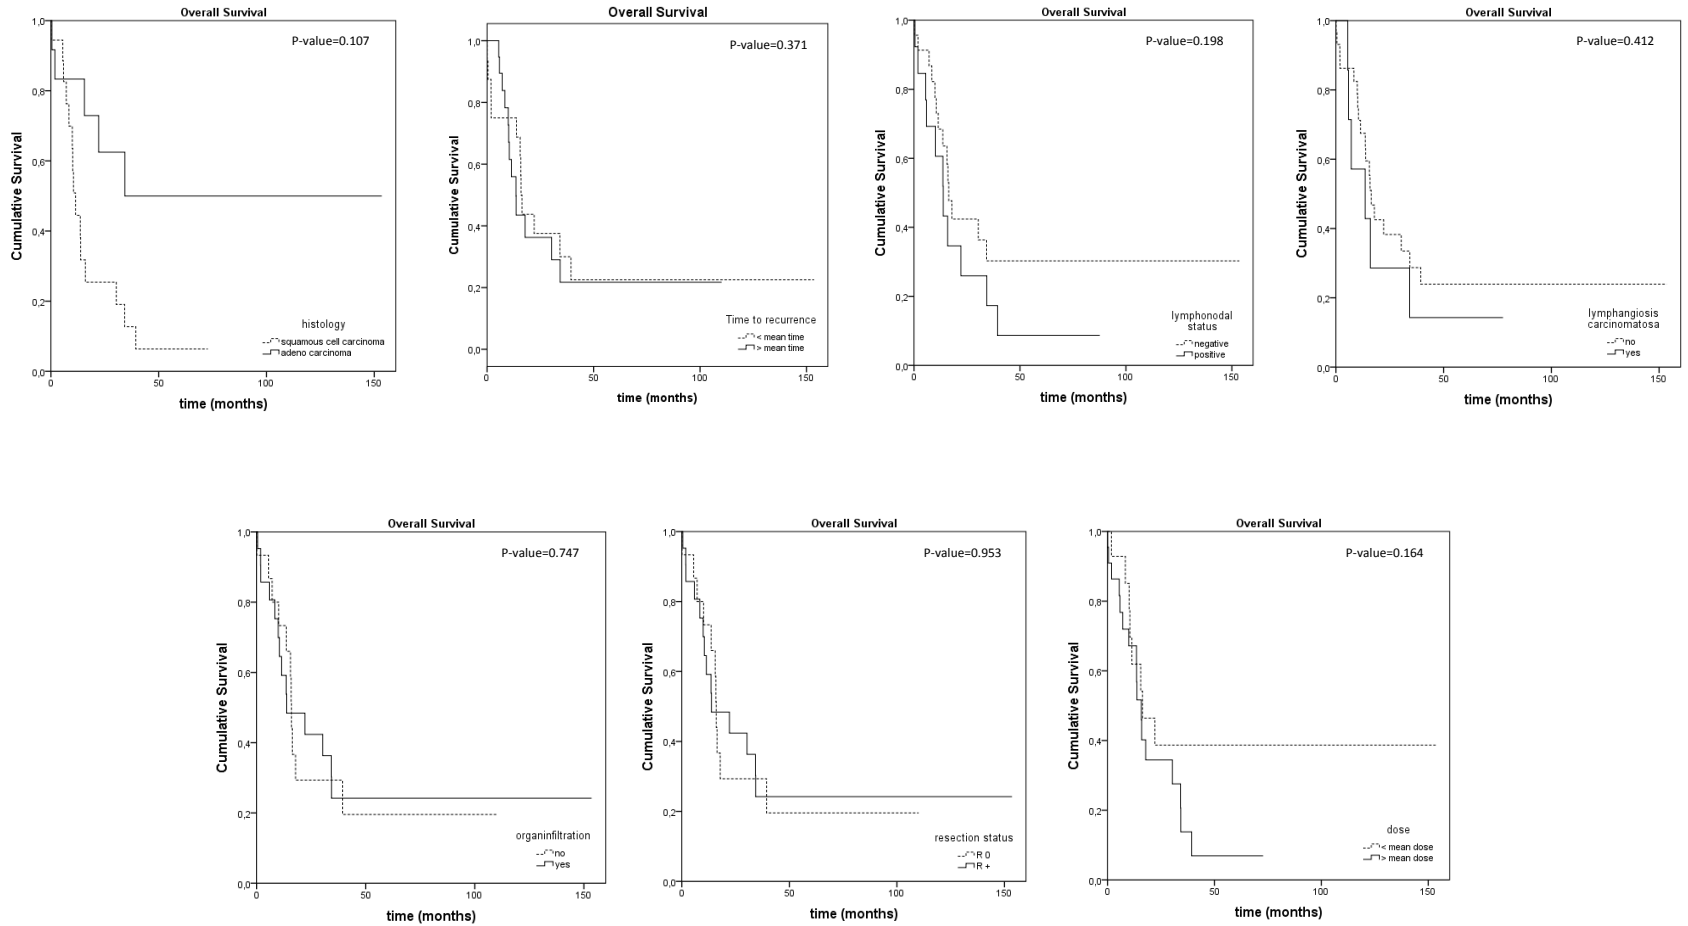 Overall Survival
P-value=0.107
1,0
0,8
0,6
0,4
0,2
0,0
Cumulative Survival
histology
squamous cell carcinoma
adeno carcinoma
0 50 100 150
time (months)
Overall Survival
P-value=0.371
1,0
0,8
0,6
0,4
0,2
0,0
Cumulative Survival
Time to recurrence
< mean time
> mean time
0 50 100 150
time (months)
Overall Survival
P-value=0.198
1,0
0,8
0,6
0,4
0,2
0,0
Cumulative Survival
lymphonodal
status
negative
positive
0 50 100 150
time (months)
Overall Survival
P-value=0.412
1,0
0,8
0,6
0,4
0,2
0,0
Cumulative Survival
lymphangiosis
carcinomatosa
no
yes
0 50 100 150
time (months)
Overall Survival
P-value=0.747
1,0
0,8
0,6
0,4
0,2
0,0
Cumulative Survival
organinfiltration
no
yes
0 50 100 150
time (months)
Overall Survival
P-value=0.953
1,0
0,8
0,6
0,4
0,2
0,0
Cumulative Survival
resection status
R 0
R +
0 50 100 150
time (months)
Overall Survival
P-value=0.164
1,0
0,8
0,6
0,4
0,2
0,0
Cumulative Survival
dose
< mean dose
> mean dose
0 50 100 150
time (months)